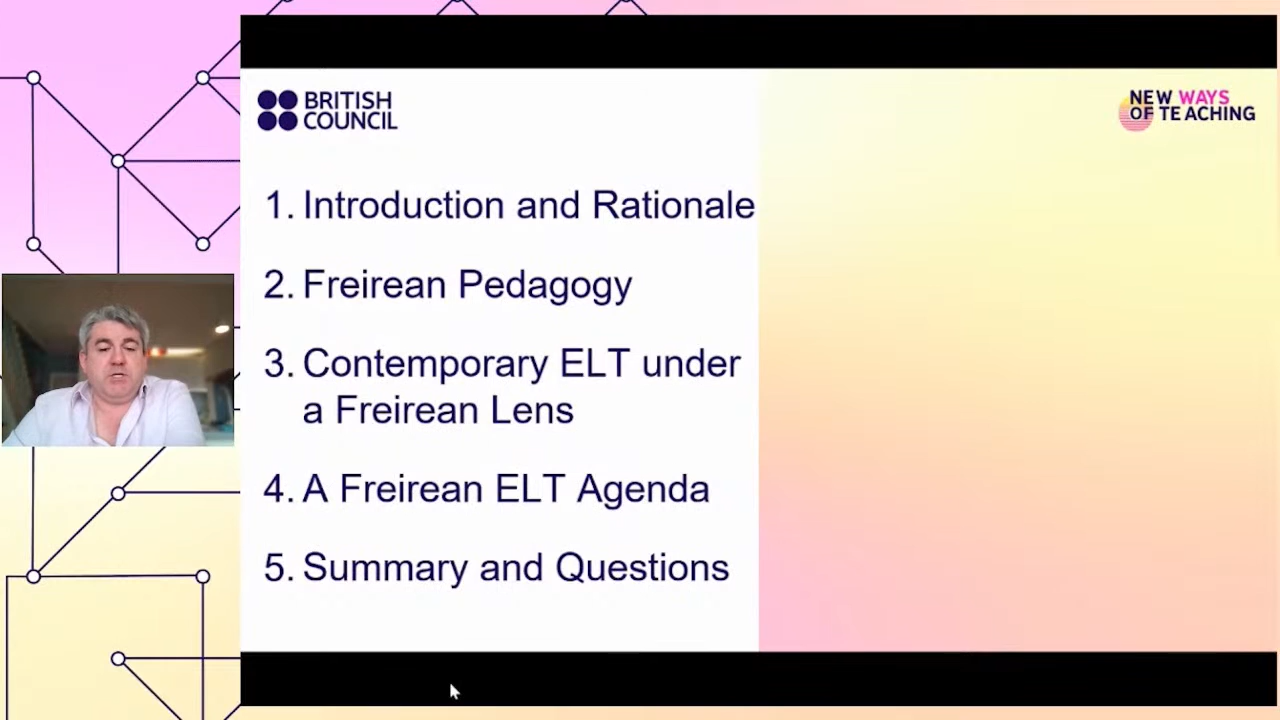 BRITISH
COUNCIL
NEW WAYS
OF TEACHING
1. Introduction and Rationale
2. Freirean Pedagogy
3. Contemporary ELT under
a Freirean Lens
4. A Freirean ELT Agenda
5. Summary and Questions